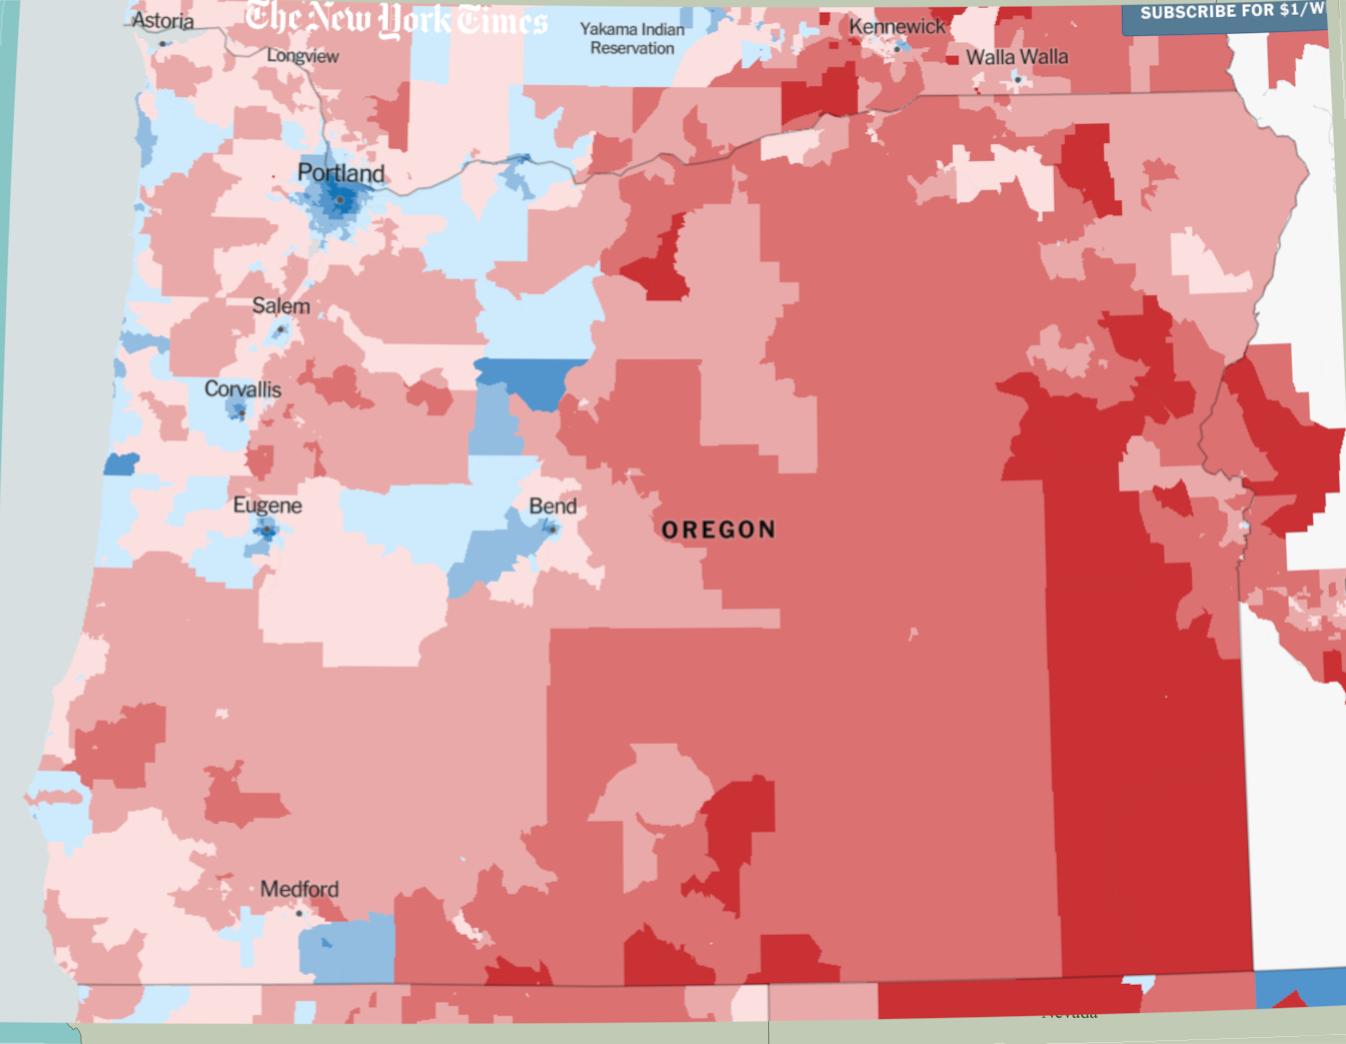 The New York Times
SUBSCRIBE FOR $1/W
Astoria
Longview
Yakama Indian
Reservation
Kennewick
Walla Walla
Portland
Salem
Corvallis
Eugene
Bend
OREGON
Medford
Nevada